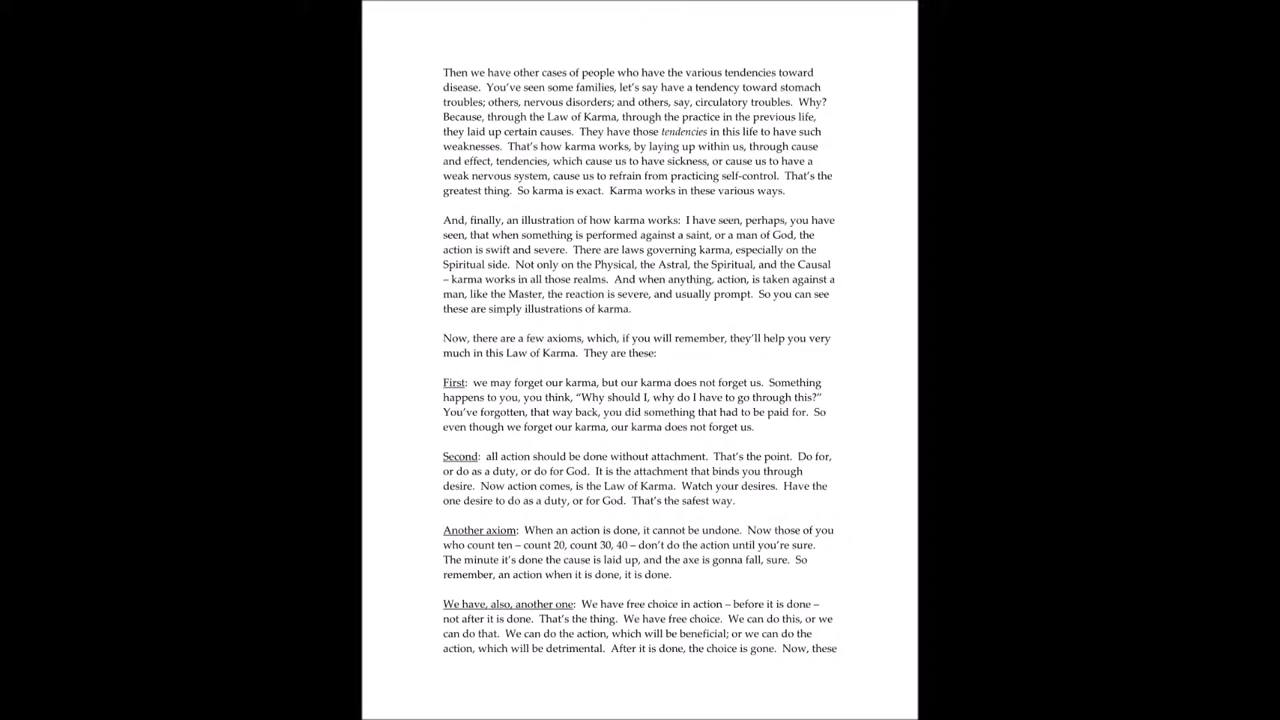 Then we have other cases of people who have the various tendencies toward
disease.  You've seen some families, let's say have a tendency toward stomach
troubles; others, nervous disorders; and others, say, circulatory troubles.  Why?
Because, through the Law of Karma, through the practice in the previous life,
they laid up certain causes.  They have those tendencies in this life to have such
weaknesses.  That's how karma works, by laying up within us, through cause
and effect, tendencies, which cause us to have sickness, or cause us to have a
weak nervous system, cause us to refrain from practicing self-control.  That's the
greatest thing.  So karma is exact.  Karma works in these various ways.
And, finally, an illustration of how karma works:  I have seen, perhaps, you have
seen, that when something is performed against a saint, or a man of God, the
action is swift and severe.  There are laws governing karma, especially on the
Spiritual side.  Not only on the Physical, the Astral, the Spiritual, and the Causal
– karma works in all those realms.  And when anything, action, is taken against a
man, like the Master, the reaction is severe, and usually prompt.  So you can see
these are simply illustrations of karma.
Now, there are a few axioms, which, if you will remember, they'll help you very
much in this Law of Karma.  They are these:
First:  we may forget our karma, but our karma does not forget us.  Something
happens to you, you think, “Why should I, why do I have to go through this?”
You've forgotten, that way back, you did something that had to be paid for.  So
even though we forget our karma, our karma does not forget us.
Second:  all action should be done without attachment.  That's the point.  Do for,
or do as a duty, or do for God.  It is the attachment that binds you through
desire.  Now action comes, is the Law of Karma.  Watch your desires.  Have the
one desire to do as a duty, or for God.  That's the safest way.
Another axiom:  When an action is done, it cannot be undone.  Now those of you
who count ten – count 20, count 30, 40 – don't do the action until you're sure.
The minute it's done the cause is laid up, and the axe is gonna fall, sure.  So
remember, an action when it is done, it is done.
We have, also, another one:  We have free choice in action – before it is done –
not after it is done.  That's the thing.  We have free choice.  We can do this, or we
can do that.  We can do the action, which will be beneficial; or we can do the
action, which will be detrimental.  After it is done, the choice is gone.  Now, these